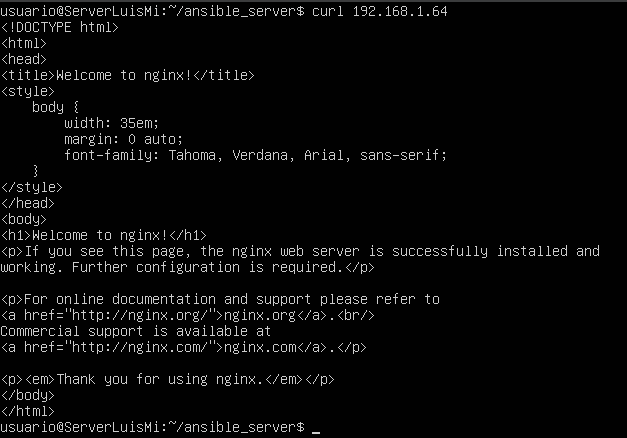 usuario@ServerLuisMi:~/ansible_server$ curl 192.168.1.64
<!DOCTYPE html>
<html>
<head>
<title>Welcome to nginx!</title>
<style>
    body {
        width: 35em;
        margin: 0 auto;
        font-family: Tahoma, Verdana, Arial, sans-serif;
    }
</style>
</head>
<body>
<h1>Welcome to nginx!</h1>
<p>If you see this page, the nginx web server is successfully installed and
working. Further configuration is required.</p>

<p>For online documentation and support please refer to
<a href="http://nginx.org/">nginx.org</a>.<br/>
Commercial support is available at
<a href="http://nginx.com/">nginx.com</a>.</p>

<p><em>Thank you for using nginx.</em></p>
</body>
</html>
usuario@ServerLuisMi:~/ansible_server$ _